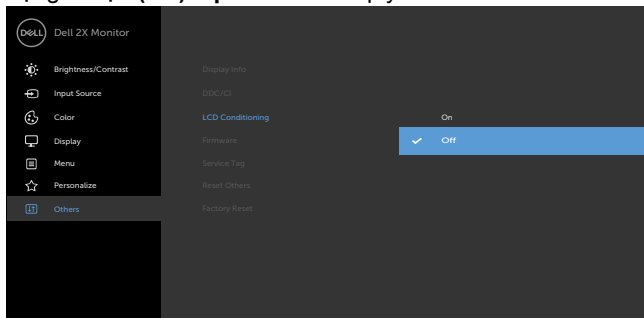 DELL
Dell 2X Monitor
Brightness/Contrast
Input Source
Color
Display
Menu
Personalize
Others
Display Info
DDC/CI
LCD Conditioning
Firmware
Service Tag
Reset Others
Factory Reset
On
Off